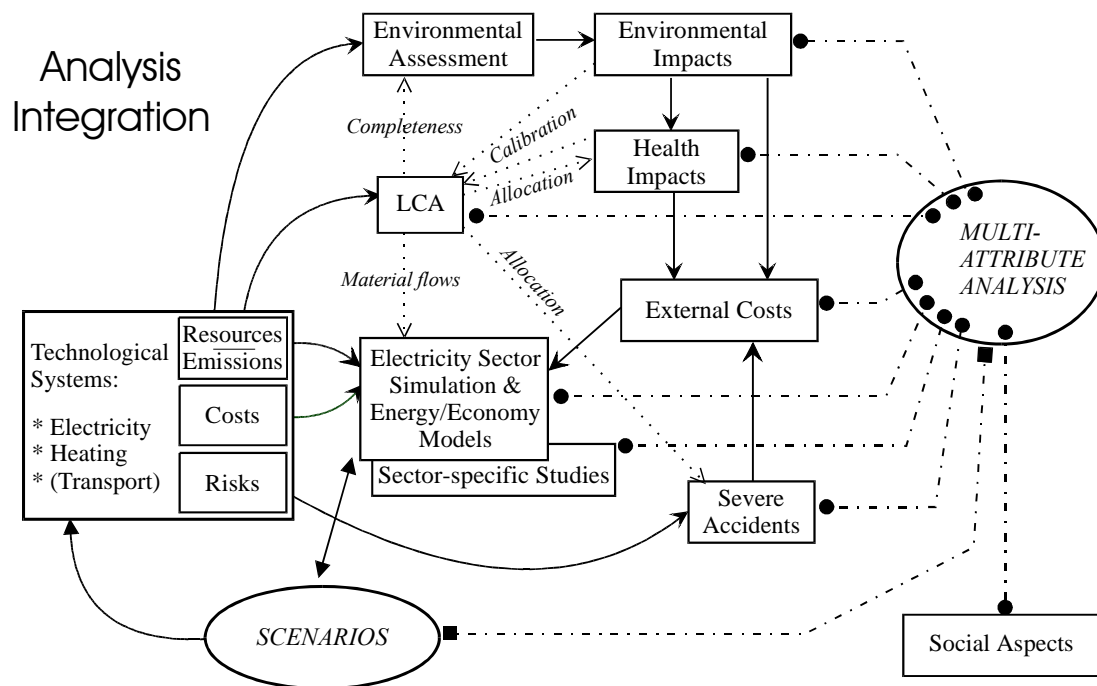 Analysis
Integration
Environmental
Assessment
Environmental
Impacts
Completeness
Calibration
Allocation
Health
Impacts
LCA
MULTI-
ATTRIBUTE
ANALYSIS
Material flows
Allocation
External Costs
Technological
Systems:
* Electricity
* Heating
* (Transport)
Resources
Emissions
Costs
Risks
Electricity Sector
Simulation &
Energy/Economy
Models
Sector-specific Studies
Severe
Accidents
SCENARIOS
Social Aspects